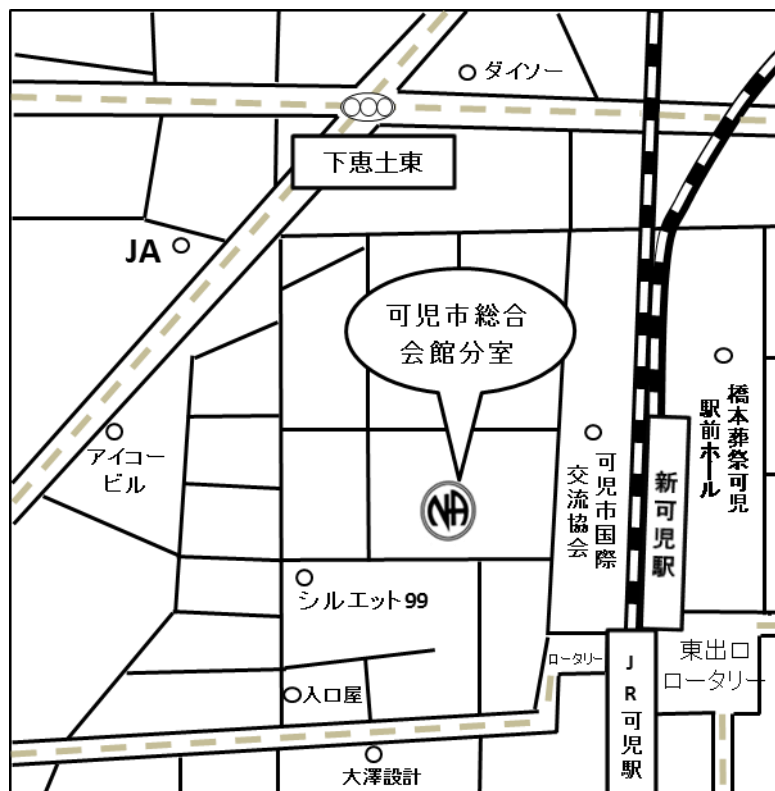 ダイソー
下恵土東
JA
可児市総合
会館分室
橋本葬祭可児
駅前ホール
アイコー
ビル
可児市国際
交流協会
新可児駅
NA
シルエット99
ロータリー
東出口
ロータリー
JR可児駅
入口屋
大澤設計